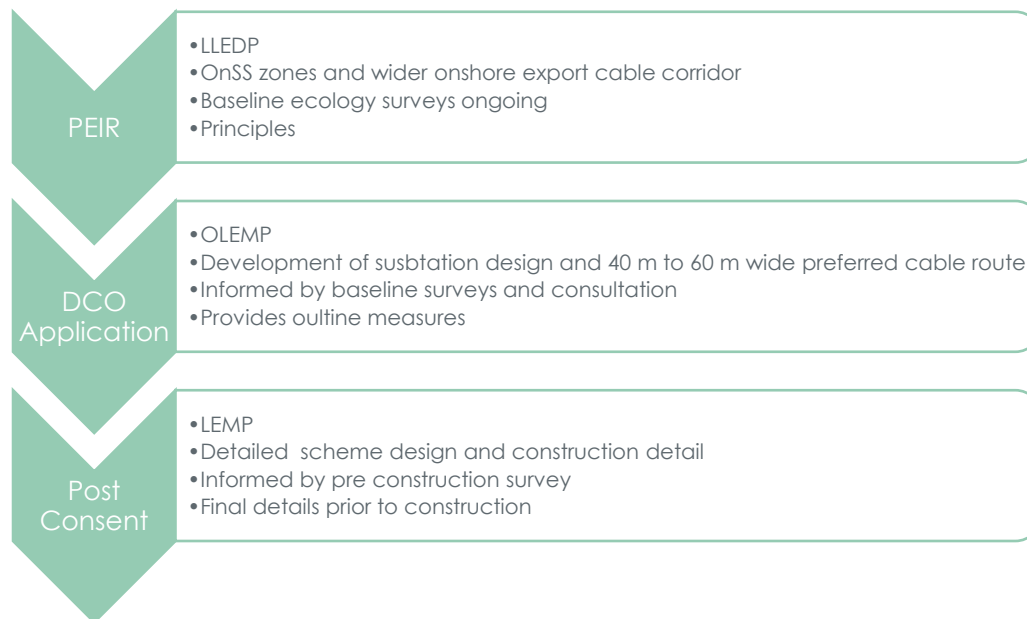 PEIR
•LLEDP
•OnSS zones and wider onshore export cable corridor
•Baseline ecology surveys ongoing
•Principles
DCO
Application
•OLEMP
•Development of susbtation design and 40 m to 60 m wide preferred cable route
•Informed by baseline surveys and consultation
•Provides oultine measures
Post
Consent
•LEMP
•Detailed scheme design and construction detail
•Informed by pre construction survey
•Final details prior to construction